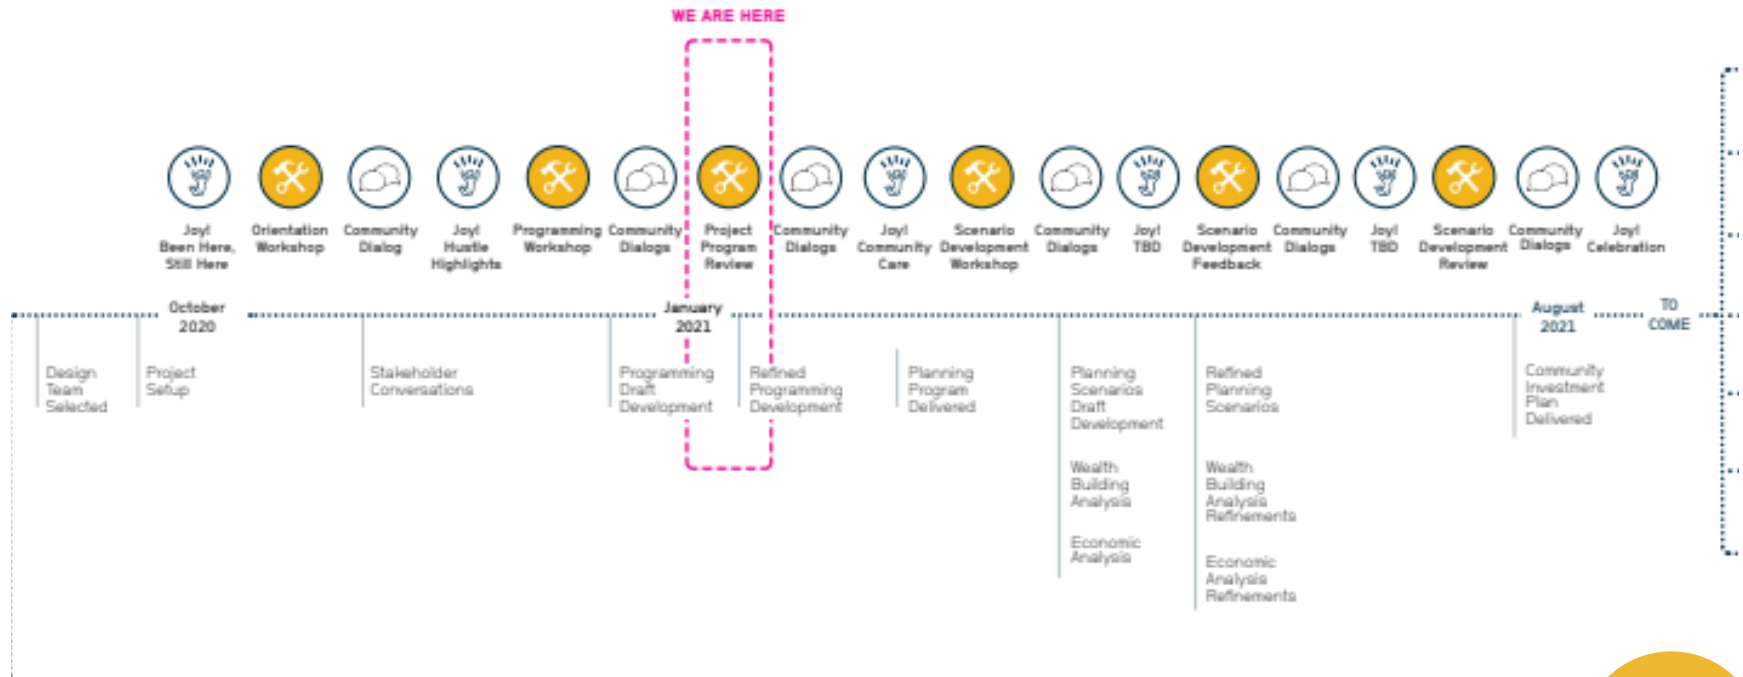 WE ARE HERE
Joy!
Been Here,
Still Here
Orientation
Workshop
Community
Dialog
Joy!
Hustle
Highlights
Programming
Workshop
Community
Dialogs
Project
Program
Review
Community
Dialogs
Joy!
Community
Care
Scenario
Development
Workshop
Community
Dialogs
Joy!
TBD
Scenario
Development
Feedback
Community
Dialogs
Joy!
TBD
Scenario
Development
Review
Community
Dialogs
Joy!
Celebration
October
2020
January
2021
August
2021
TO
COME
Design
Team
Selected
Project
Setup
Stakeholder
Conversations
Programming
Draft
Development
Refined
Programming
Development
Planning
Program
Delivered
Planning
Scenarios
Draft
Development
Wealth
Building
Analysis
Economic
Analysis
Refined
Planning
Scenarios
Wealth
Building
Analysis
Refinements
Economic
Analysis
Refinements
Community
Investment
Plan
Delivered